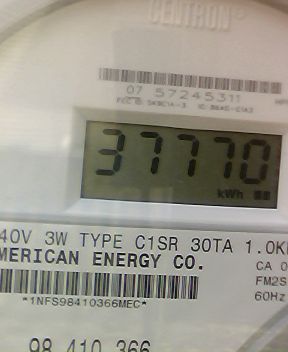 CENTRON®
07 57245311
37770
kWh
40V 3W TYPE C1SR 30TA 1.0K
MERICAN ENERGY CO.
CA 0
FM2S
*1NFS98410366MEC*
60Hz
98 410 366